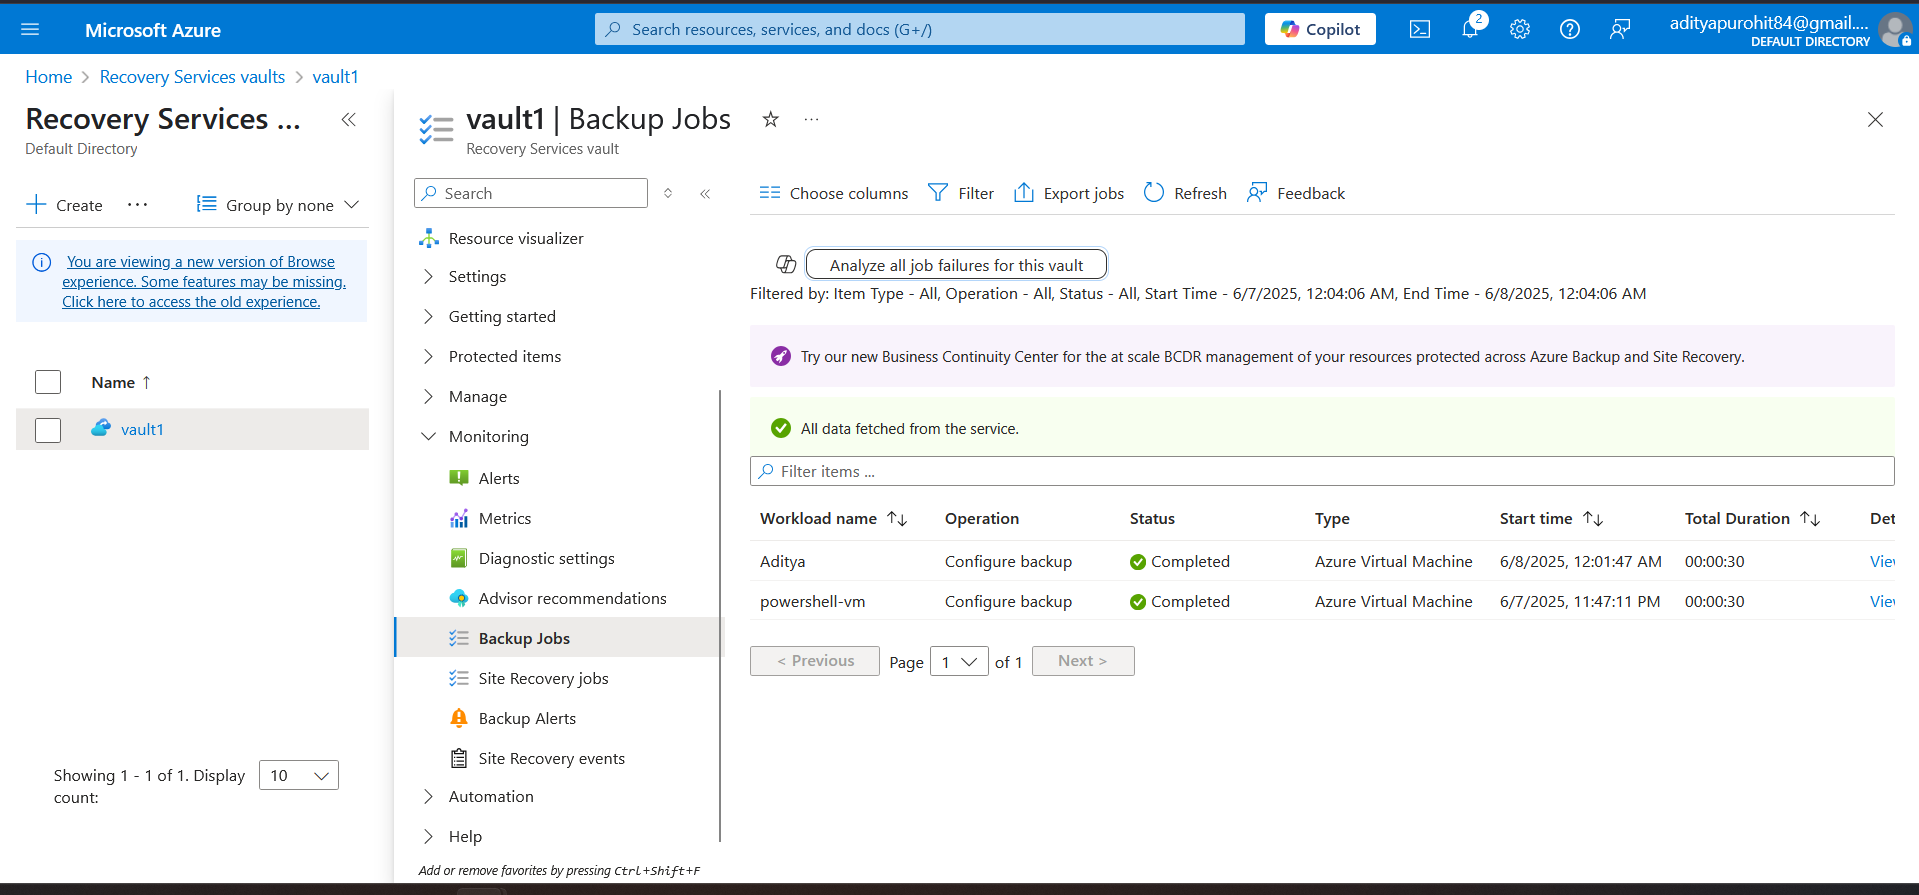 Microsoft Azure
Search resources, services, and docs (G+/)
Copilot
2
adityapurohit84@gmail....
DEFAULT DIRECTORY
Home > Recovery Services vaults > vault1
Recovery Services ...
Default Directory
Create
Group by none
You are viewing a new version of Browse
experience. Some features may be missing.
Click here to access the old experience.
Name ↑
vault1
Showing 1 - 1 of 1. Display
count:
10
vault1 | Backup Jobs
Recovery Services vault
Search
Resource visualizer
Settings
Getting started
Protected items
Manage
Monitoring
Alerts
Metrics
Diagnostic settings
Advisor recommendations
Backup Jobs
Site Recovery jobs
Backup Alerts
Site Recovery events
Automation
Help
Add or remove favorites by pressing Ctrl+Shift+F
Choose columns Filter Export jobs Refresh Feedback
Analyze all job failures for this vault
Filtered by: Item Type - All, Operation - All, Status - All, Start Time - 6/7/2025, 12:04:06 AM, End Time - 6/8/2025, 12:04:06 AM
Try our new Business Continuity Center for the at scale BCDR management of your resources protected across Azure Backup and Site Recovery.
All data fetched from the service.
Filter items ...
Workload name ↑↓ Operation Status Type Start time ↑↓ Total Duration ↑↓ Det
Aditya Configure backup Completed Azure Virtual Machine 6/8/2025, 12:01:47 AM 00:00:30 View
powershell-vm Configure backup Completed Azure Virtual Machine 6/7/2025, 11:47:11 PM 00:00:30 View
< Previous Page 1 of 1 Next >